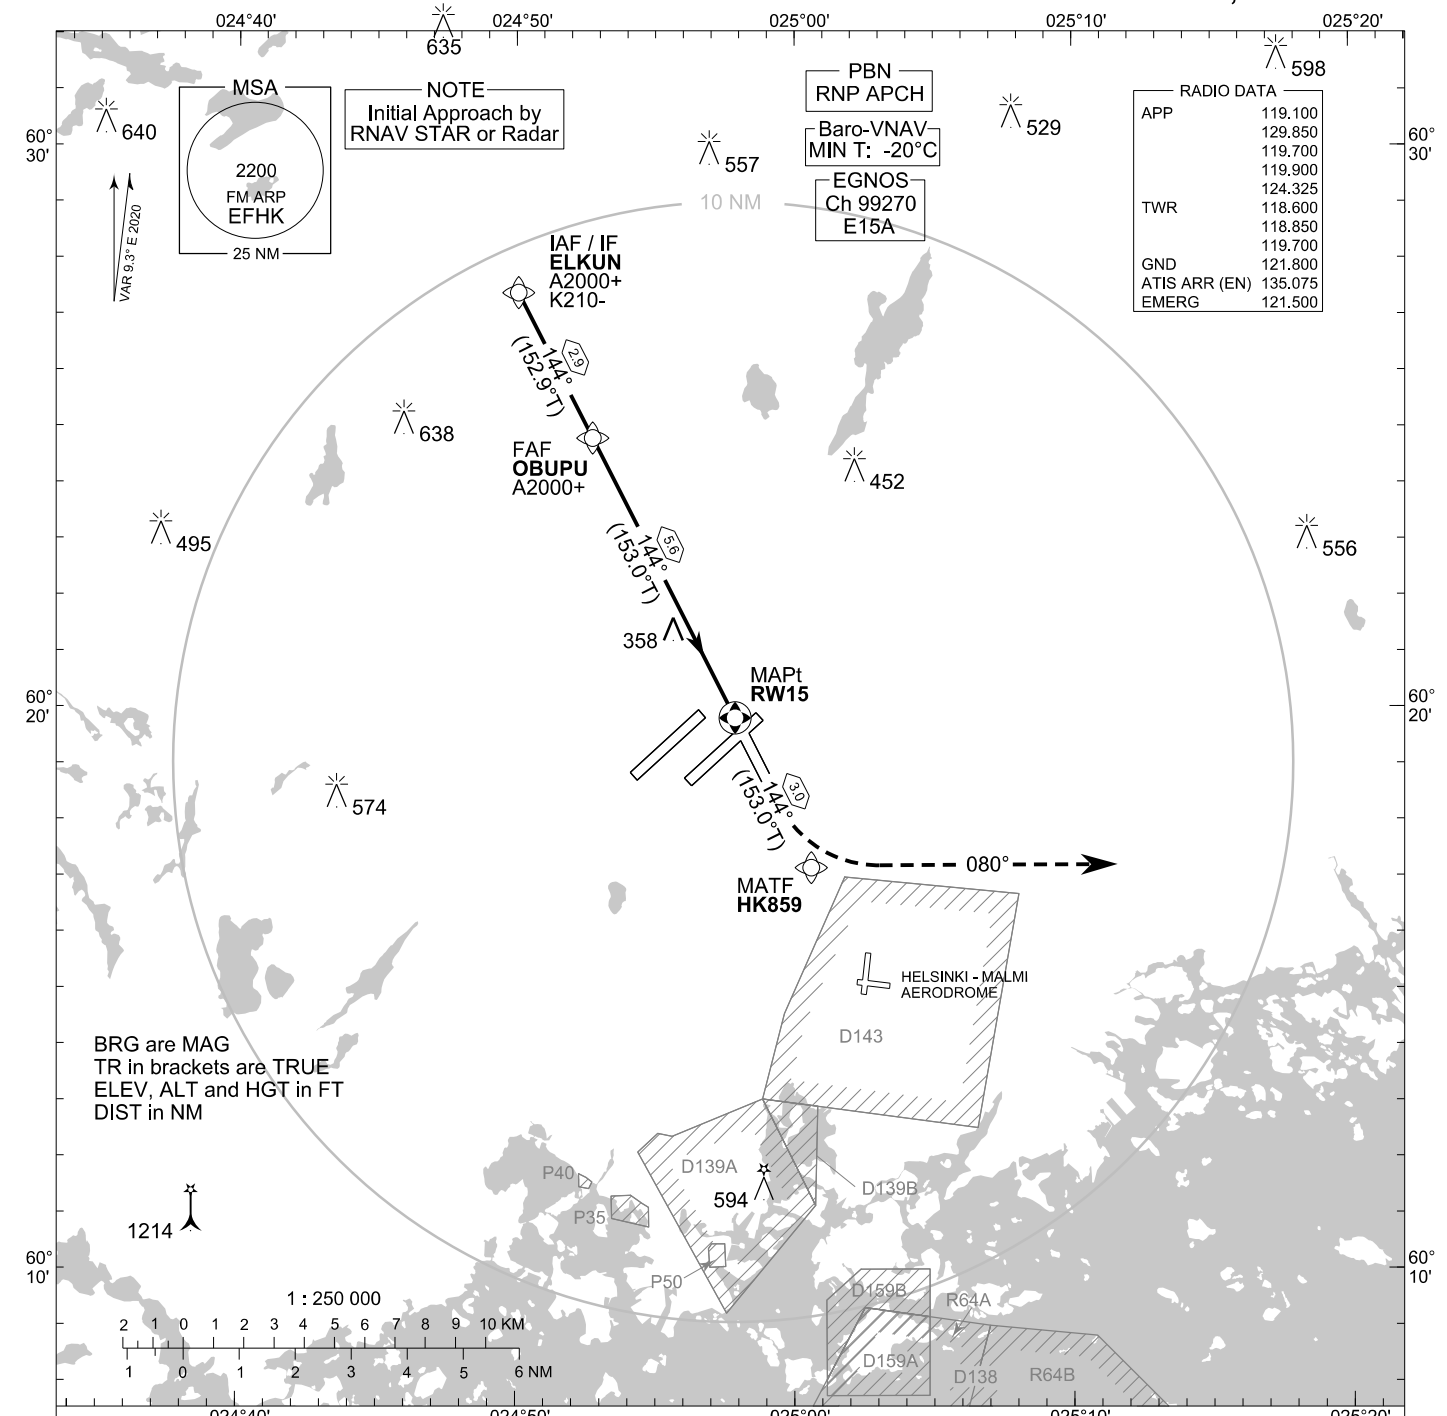 024°40'
024°50'
025°00'
025°10'
025°20'
635
598
MSA
2200
FM ARP
EFHK
25 NM
NOTE
Initial Approach by
RNAV STAR or Radar
PBN
RNP APCH
Baro-VNAV
MIN T: -20°C
EGNOS
Ch 99270
E15A
RADIO DATA
APP 119.100
129.850
119.700
119.900
124.325
TWR 118.600
118.850
119.700
GND 121.800
ATIS ARR (EN) 135.075
EMERG 121.500
640
529
557
60°
30'
60°
30'
VAR 9.3° E 2020
10 NM
IAF / IF
ELKUN
A2000+
K210-
2.9
144°
(152.9°T)
638
FAF
OBUPU
A2000+
452
495
556
5.6
144°
(153.0°T)
358
MAPt
RW15
60°
20'
60°
20'
574
3.0
144°
(153.0°T)
080°
MATF
HK859
HELSINKI - MALMI
AERODROME
D143
BRG are MAG
TR in brackets are TRUE
ELEV, ALT and HGT in FT
DIST in NM
P40
D139A
D139B
594
P35
1214
P50
60°
10'
60°
10'
D159B
R64A
D159A
D138
R64B
1 : 250 000
2 1 0 1 2 3 4 5 6 7 8 9 10 KM
1 0 1 2 3 4 5 6 NM
024°40'
024°50'
025°00'
025°10'
025°20'